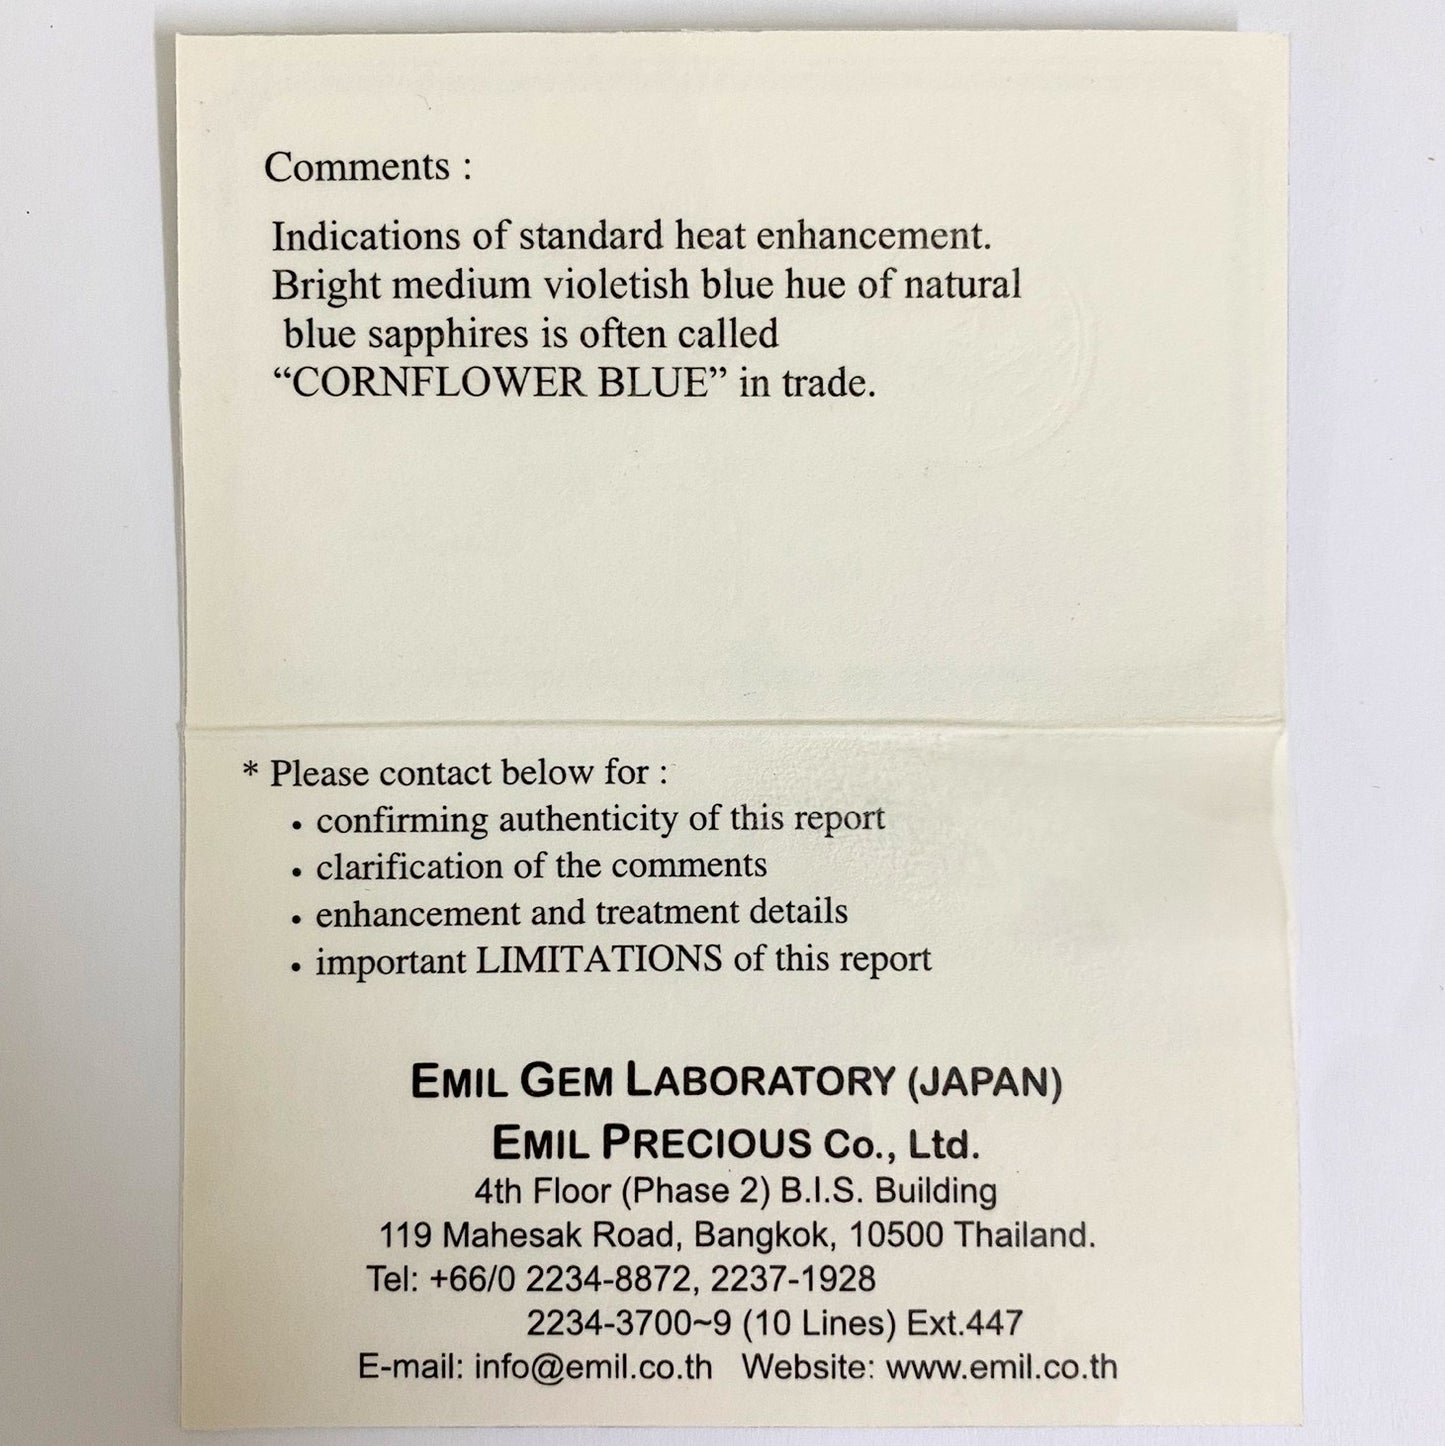 Comments :
Indications of standard heat enhancement.
Bright medium violetish blue hue of natural
blue sapphires is often called
“CORNFLOWER BLUE” in trade.
* Please contact below for :
• confirming authenticity of this report
• clarification of the comments
• enhancement and treatment details
• important LIMITATIONS of this report
EMIL GEM LABORATORY (JAPAN)
EMIL PRECIOUS Co., Ltd.
4th Floor (Phase 2) B.I.S. Building
119 Mahesak Road, Bangkok, 10500 Thailand.
Tel: +66/0 2234-8872, 2237-1928
2234-3700~9 (10 Lines) Ext.447
E-mail: info@emil.co.th Website: www.emil.co.th